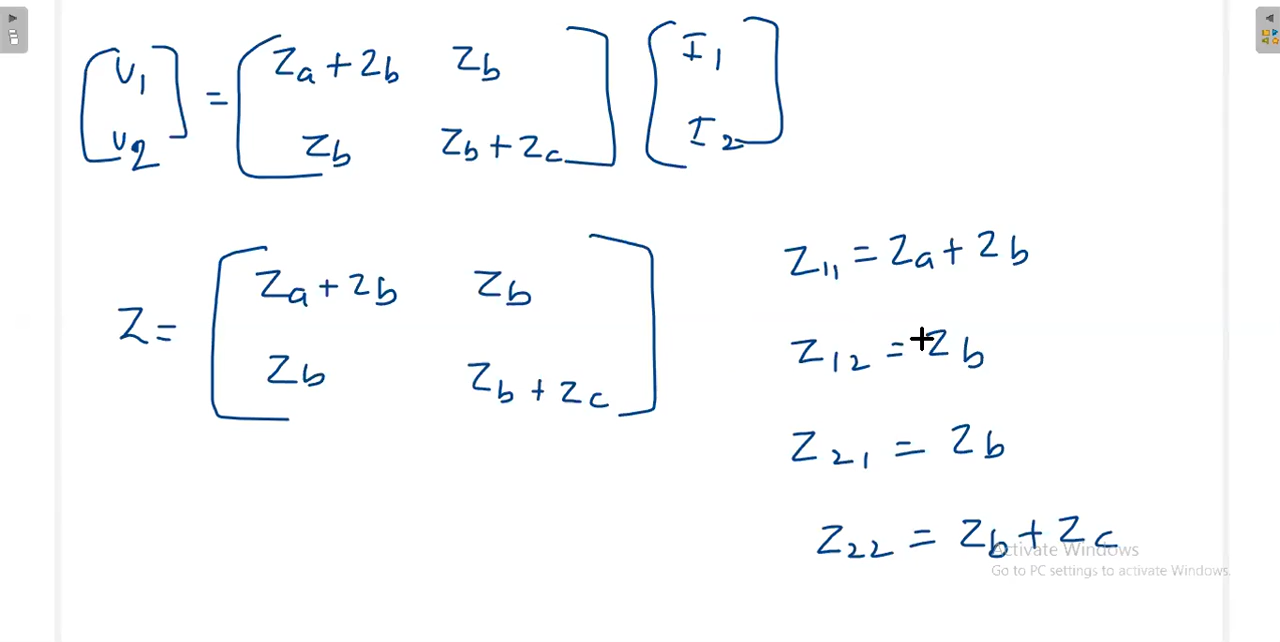 [V1 V2] = [Za + Zb Zb Zb Zb + Zc] [I1 I2]
Z = [Za + Zb Zb Zb Zb + Zc]
Z11 = Za + Zb
Z12 = Zb
Z21 = Zb
Z22 = Zb + Zc
Activate Windows
Go to PC settings to activate Windows.